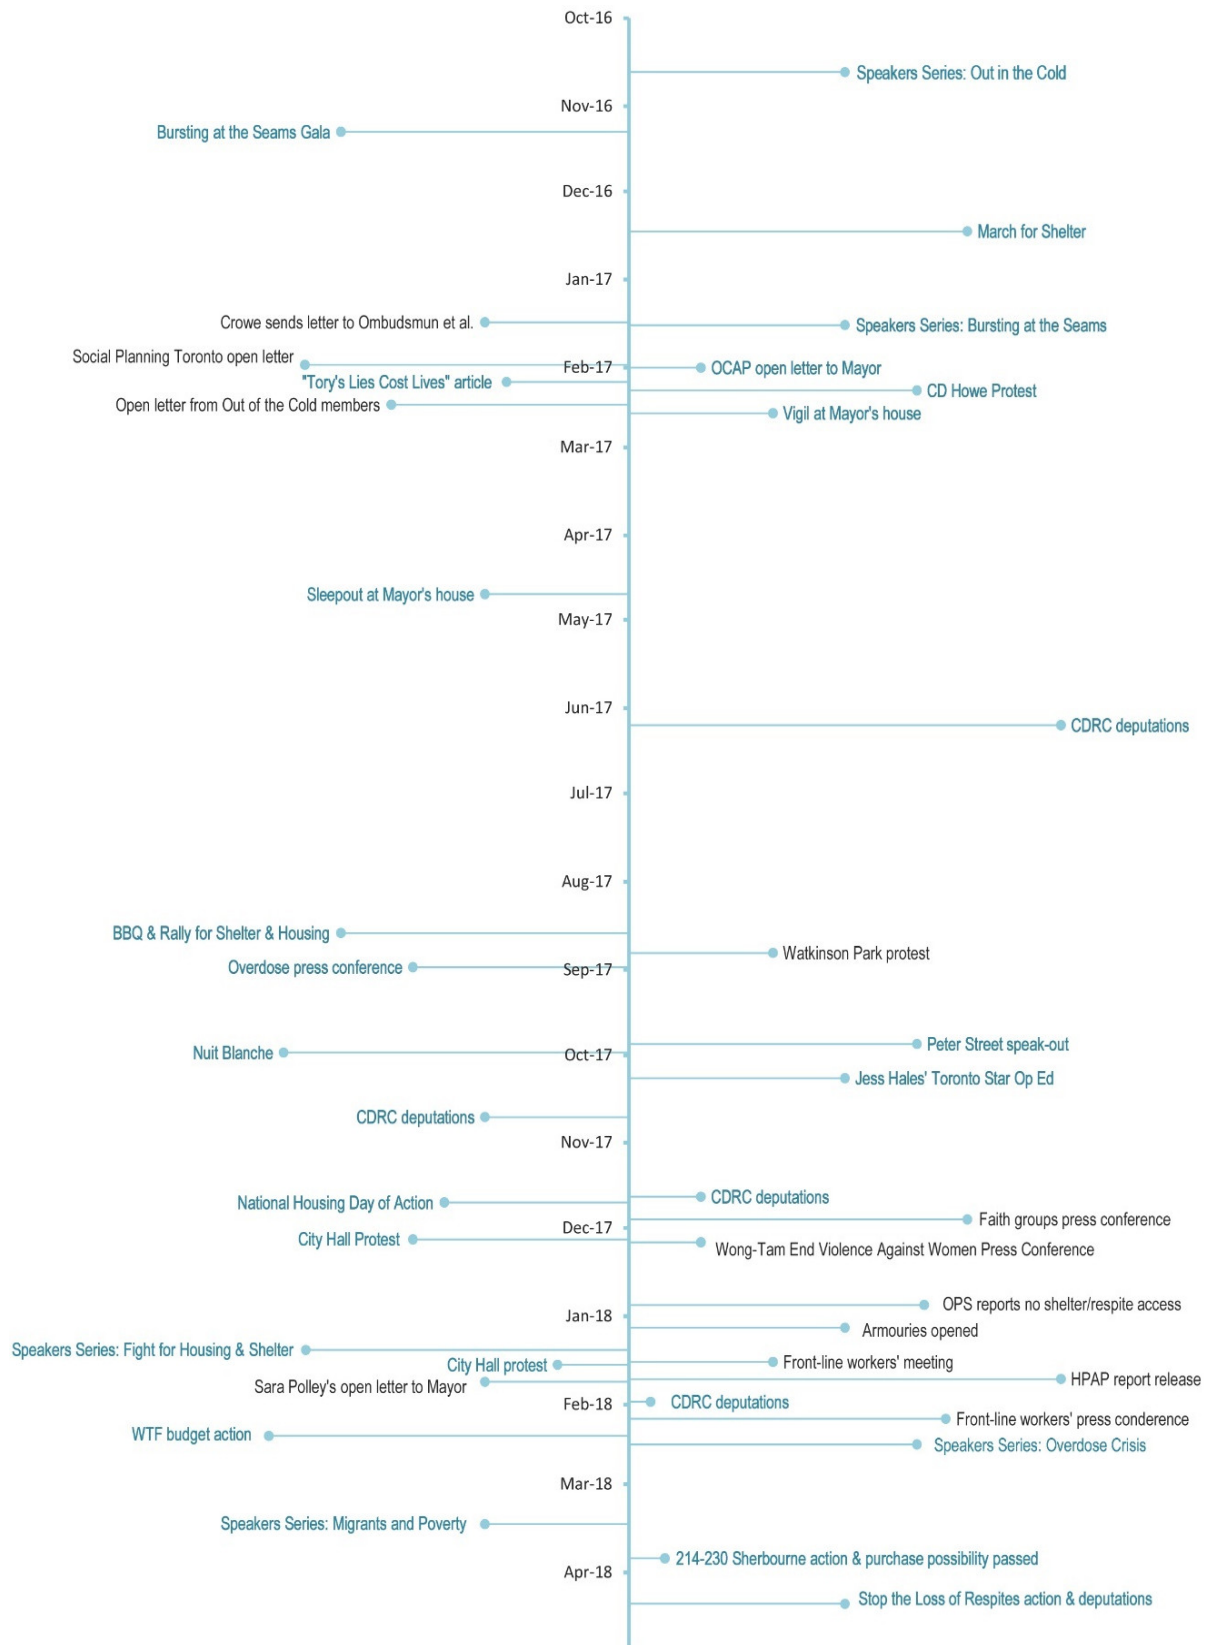 Oct-16
Speakers Series: Out in the Cold
Nov-16
Bursting at the Seams Gala
Dec-16
March for Shelter
Jan-17
Crowe sends letter to Ombudsmun et al.
Speakers Series: Bursting at the Seams
Social Planning Toronto open letter
Feb-17
OCAP open letter to Mayor
"Tory's Lies Cost Lives" article
CD Howe Protest
Open letter from Out of the Cold members
Vigil at Mayor's house
Mar-17
Apr-17
Sleepout at Mayor's house
May-17
Jun-17
CDRC deputations
Jul-17
Aug-17
BBQ & Rally for Shelter & Housing
Watkinson Park protest
Overdose press conference
Sep-17
Peter Street speak-out
Nuit Blanche
Oct-17
Jess Hales' Toronto Star Op Ed
CDRC deputations
Nov-17
CDRC deputations
National Housing Day of Action
Faith groups press conference
Dec-17
City Hall Protest
Wong-Tam End Violence Against Women Press Conference
OPS reports no shelter/respite access
Jan-18
Armouries opened
Speakers Series: Fight for Housing & Shelter
Front-line workers' meeting
City Hall protest
HPAP report release
Sara Polley's open letter to Mayor
CDRC deputations
Feb-18
Front-line workers' press conderence
WTF budget action
Speakers Series: Overdose Crisis
Mar-18
Speakers Series: Migrants and Poverty
214-230 Sherbourne action & purchase possibility passed
Apr-18
Stop the Loss of Respites action & deputations